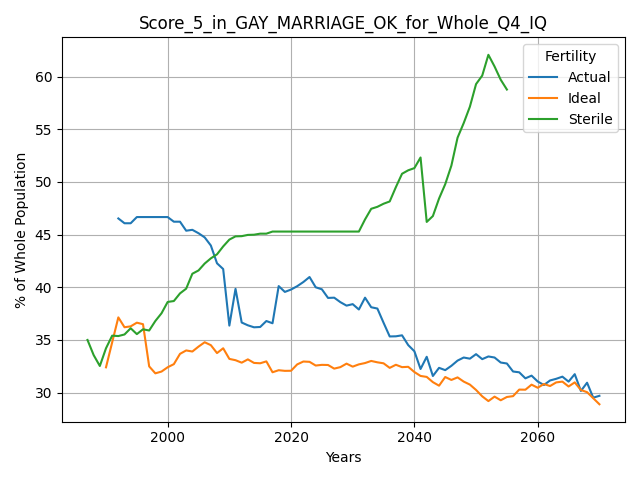 Score_5_in_GAY_MARRIAGE_OK_for_Whole_Q4_IQ
% of Whole Population
60
55
50
45
40
35
30
Fertility
Actual
Ideal
Sterile
2000
2020
2040
2060
Years